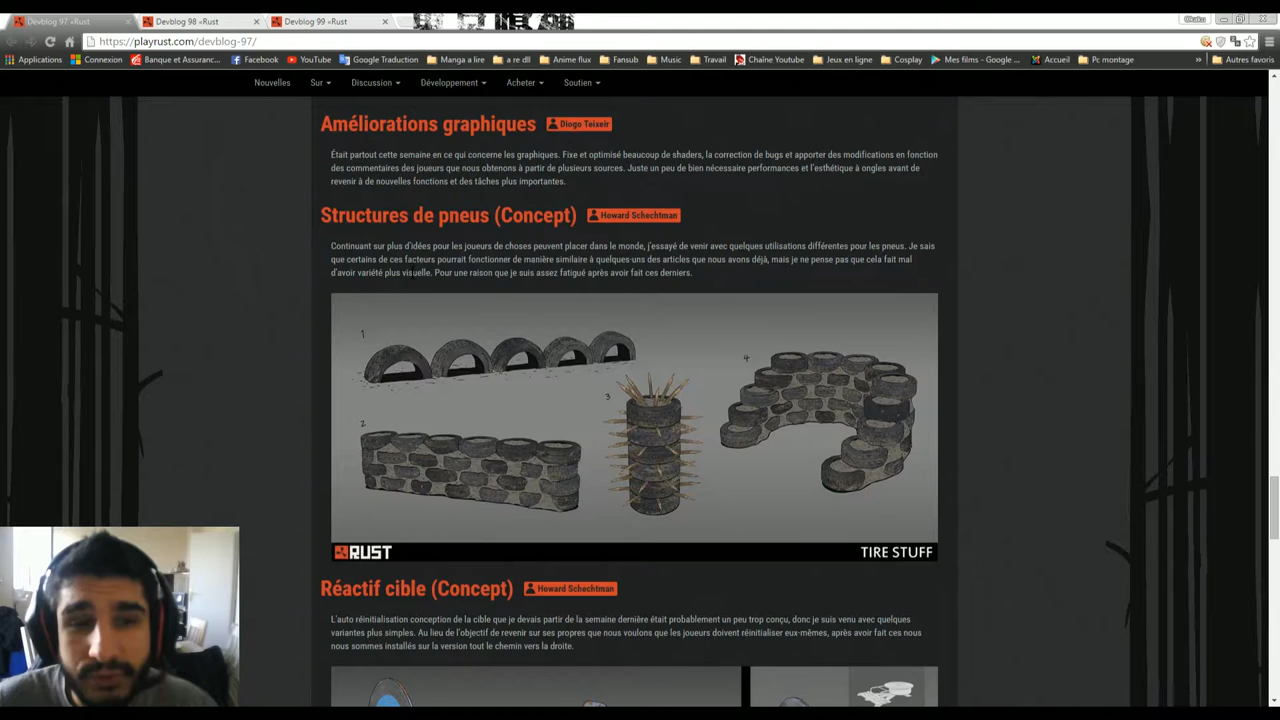 Devblog 97 «Rust
Devblog 98 «Rust
Devblog 99 «Rust
https://playrust.com/devblog-97/
Applications
Connexion
Banque et Assuranc...
Facebook
YouTube
Google Traduction
Manga a lire
a re dl
Anime flux
Fansub
Music
Travail
Chaîne Youtube
Jeux en ligne
Cosplay
Mes films - Google ...
Accueil
Pc montage
»
Autres favoris
Nouvelles
Sur
Discussion
Développement
Acheter
Soutien
Améliorations graphiques
Diogo Teixeir
Était partout cette semaine en ce qui concerne les graphiques. Fixe et optimisé beaucoup de shaders, la correction de bugs et apporter des modifications en fonction
des commentaires des joueurs que nous obtenons à partir de plusieurs sources. Juste un peu de bien nécessaire performances et l'esthétique à ongles avant de
revenir à de nouvelles fonctions et des tâches plus importantes.
Structures de pneus (Concept)
Howard Schechtman
Continuant sur plus d'idées pour les joueurs de choses peuvent placer dans le monde, j'essayé de venir avec quelques utilisations différentes pour les pneus. Je sais
que certains de ces facteurs pourrait fonctionner de manière similaire à quelques-uns des articles que nous avons déjà, mais je ne pense pas que cela fait mal
d'avoir variété plus visuelle. Pour une raison que je suis assez fatigué après avoir fait ces derniers.
1
2
3
4
RUST
TIRE STUFF
Réactif cible (Concept)
Howard Schechtman
L'auto réinitialisation conception de la cible que je devais partir de la semaine dernière était probablement un peu trop conçu, donc je suis venu avec quelques
variantes plus simples. Au lieu de l'objectif de revenir sur ses propres que nous voulons que les joueurs doivent réinitialiser eux-mêmes, après avoir fait ces nous
nous sommes installés sur la version tout le chemin vers la droite.